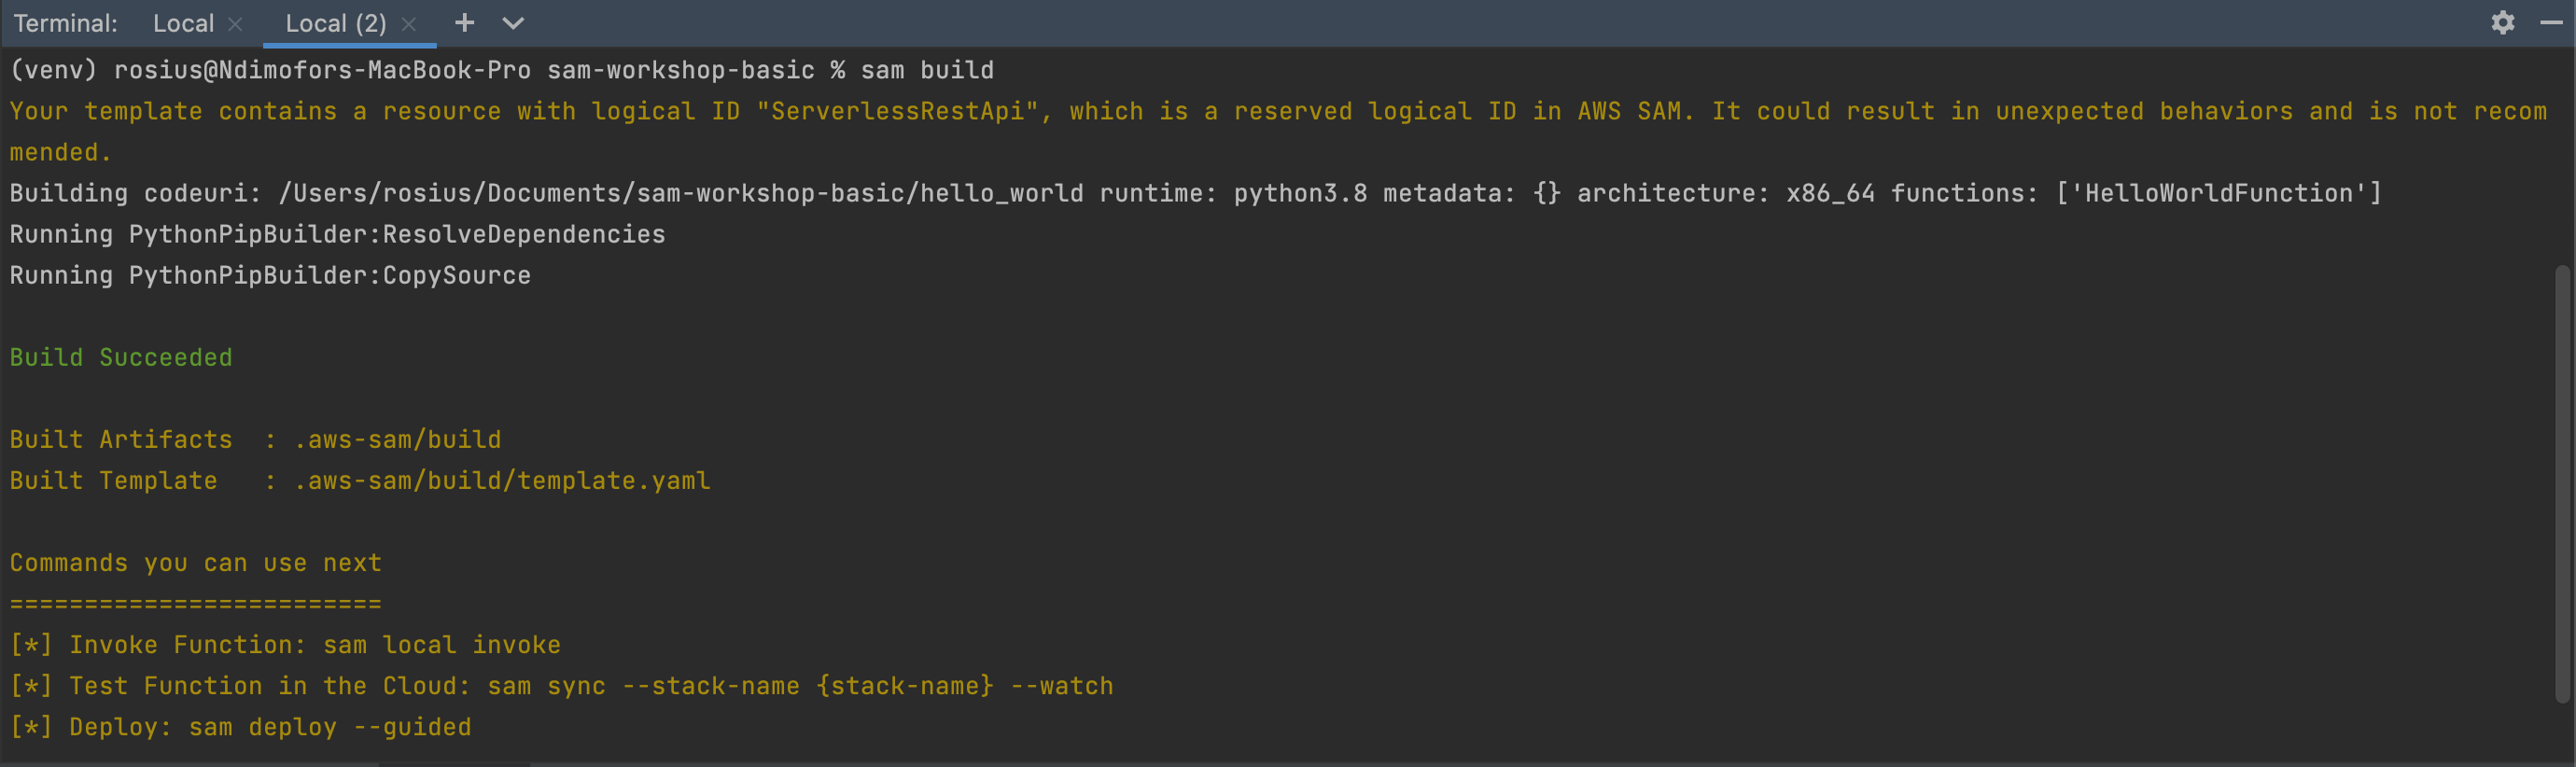 Terminal: Local Local (2)
(venv) rosius@Ndimofors-MacBook-Pro sam-workshop-basic % sam build
Your template contains a resource with logical ID "ServerlessRestApi", which is a reserved logical ID in AWS SAM. It could result in unexpected behaviors and is not recom
mended.
Building codeuri: /Users/rosius/Documents/sam-workshop-basic/hello_world runtime: python3.8 metadata: {} architecture: x86_64 functions: ['HelloWorldFunction']
Running PythonPipBuilder:ResolveDependencies
Running PythonPipBuilder:CopySource
Build Succeeded
Built Artifacts  : .aws-sam/build
Built Template   : .aws-sam/build/template.yaml
Commands you can use next
=========================
[*] Invoke Function: sam local invoke
[*] Test Function in the Cloud: sam sync --stack-name {stack-name} --watch
[*] Deploy: sam deploy --guided